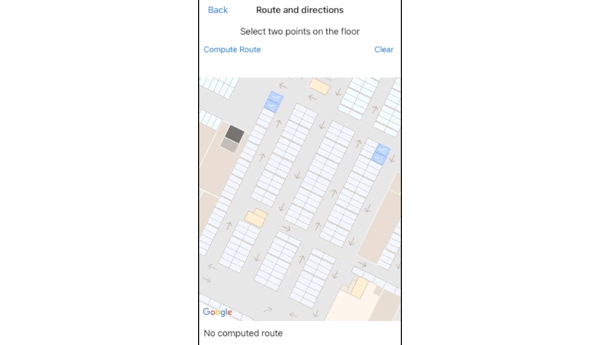 Back Route and directions
Select two points on the floor
Compute Route Clear
Google
No computed route